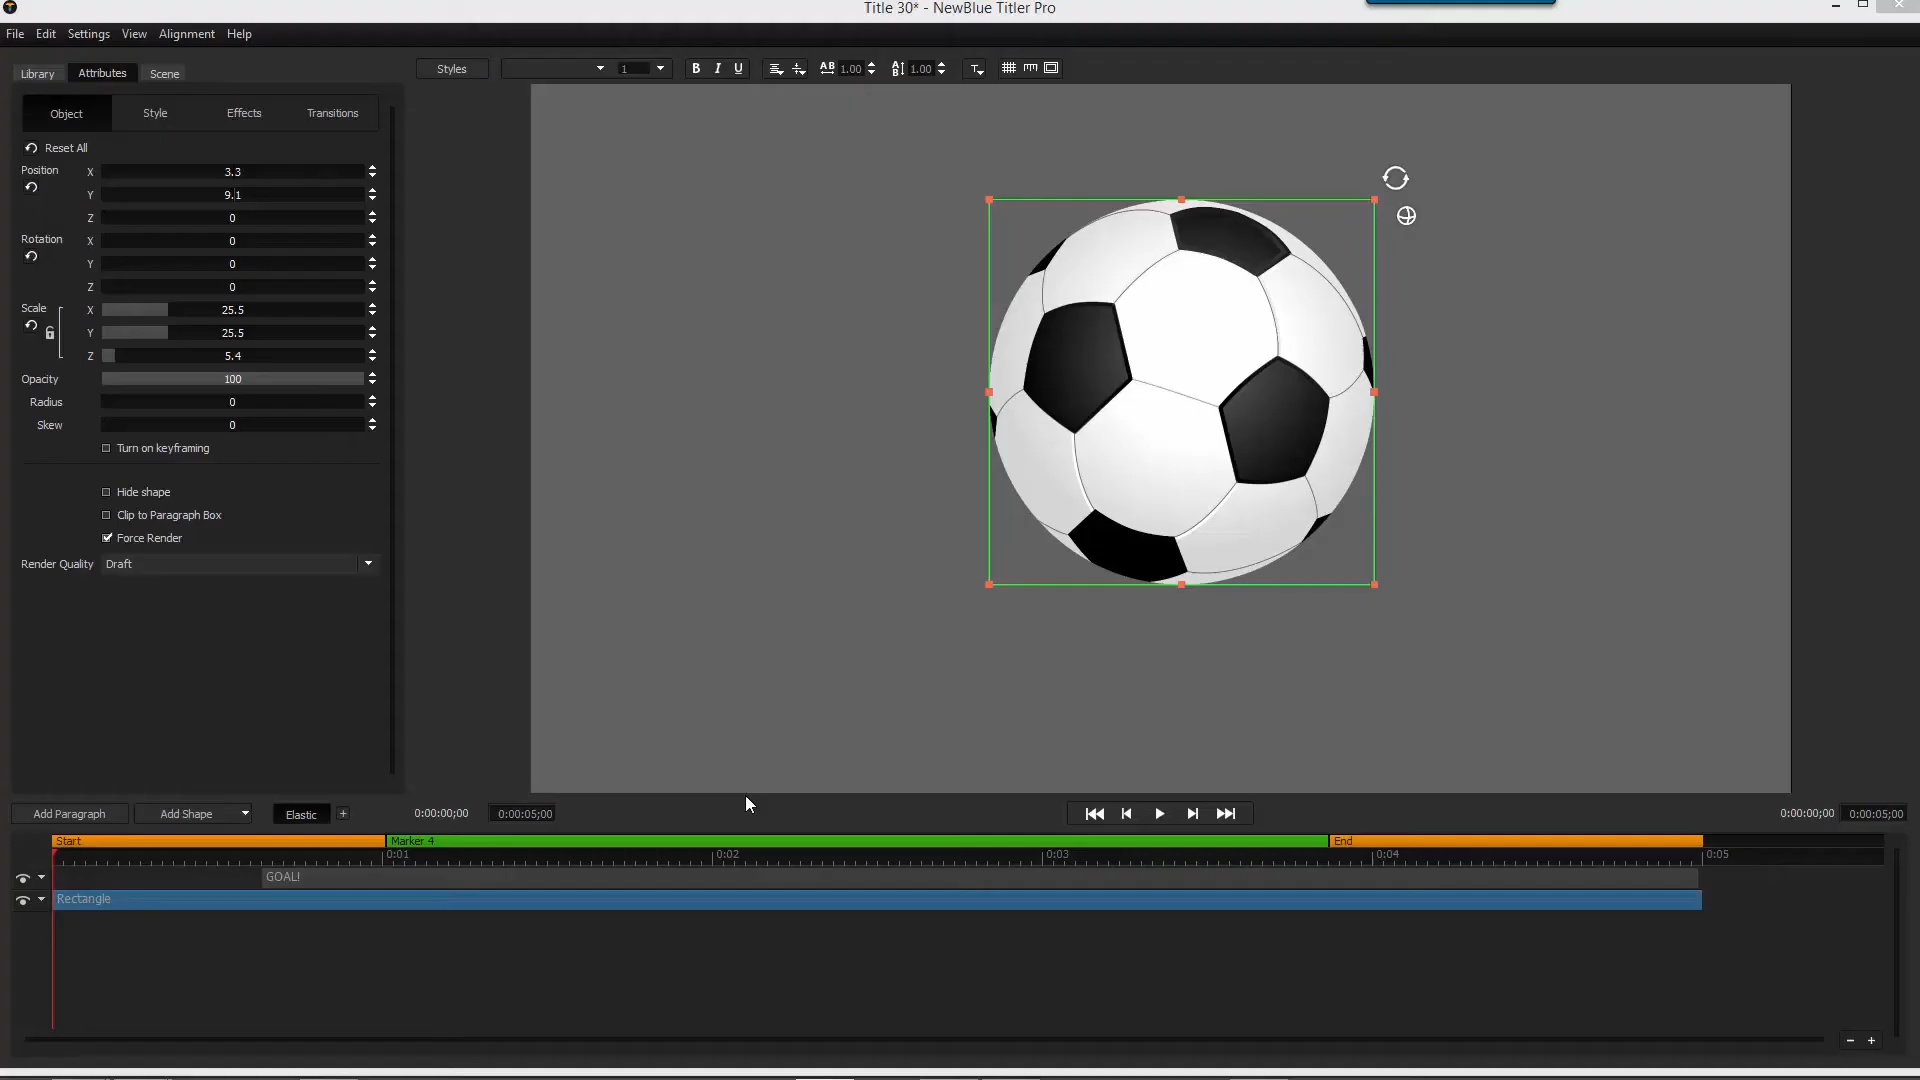 Title 30* - NewBlue Titler Pro
File Edit Settings View Alignment Help
Library Attributes Scene
Styles 1 B I U AB 1.00 AB 1.00 T
Object Style Effects Transitions
Reset All
Position X 3.3
Y 9.1
Z 0
Rotation X 0
Y 0
Z 0
Scale X 25.5
Y 25.5
Z 5.4
Opacity 100
Radius 0
Skew 0
Turn on keyframing
Hide shape
Clip to Paragraph Box
Force Render
Render Quality Draft
Add Paragraph Add Shape Elastic + 0:00:00;00 0:00:05;00 0:00:00;00 0:00:05;00
Start Marker 4 End
0:01 0:02 0:03 0:04 0:05
GOAL!
Rectangle
- +